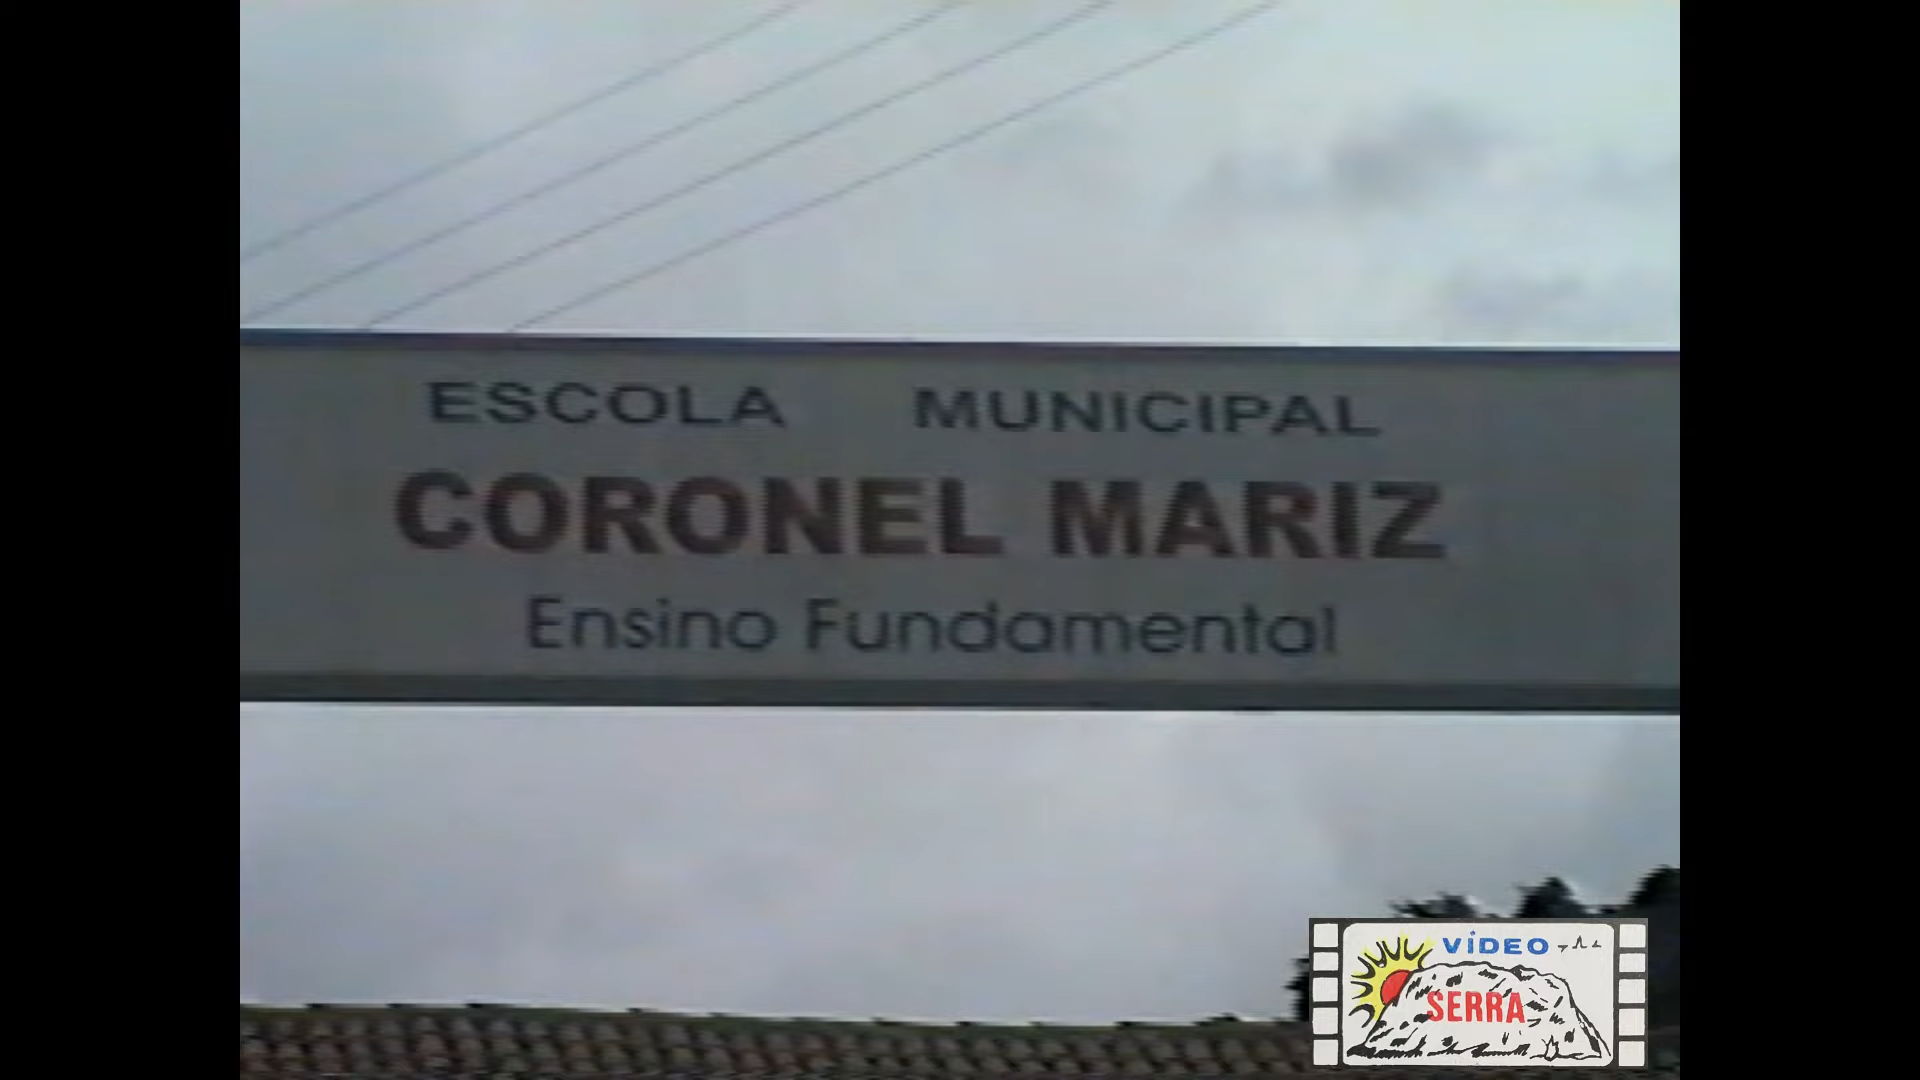 ESCOLA MUNICIPAL
CORONEL MARIZ
Ensino Fundamental
VÍDEO
SERRA